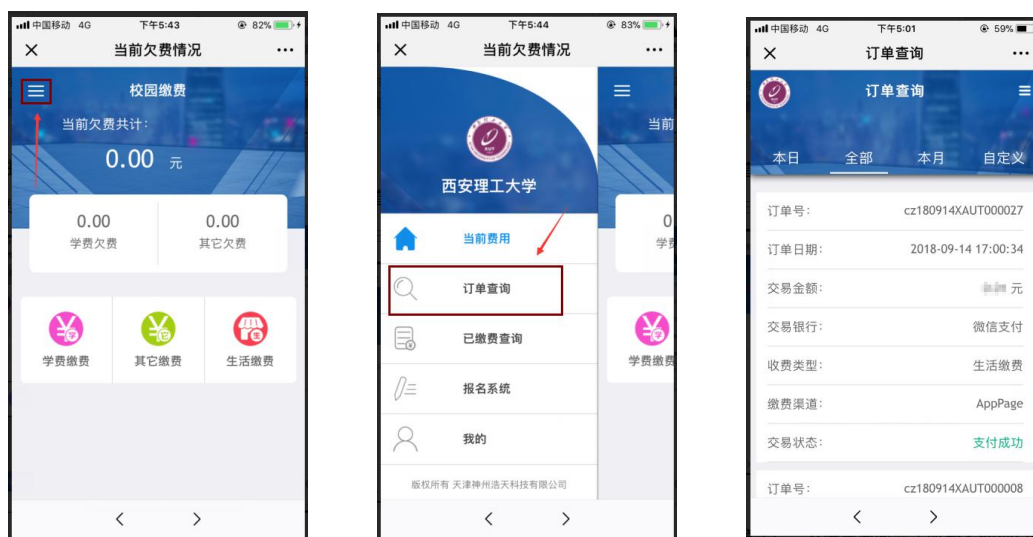 中国移动 4G 下午5:43 82%
当前欠费情况
校园缴费
当前欠费共计:
0.00 元
0.00 0.00
学费欠费 其它欠费
学费缴费 其它缴费 生活缴费
中国移动 4G 下午5:44 83%
当前欠费情况
当前
西安理工大学
当前费用
订单查询
已缴费查询
报名系统
我的
学费缴费
版权所有 天津神州浩天科技有限公司
中国移动 4G 下午5:01 59%
订单查询
订单查询
本日 全部 本月 自定义
订单号: cz180914XAUT000027
订单日期: 2018-09-14 17:00:34
交易金额: 元
交易银行: 微信支付
收费类型: 生活缴费
缴费渠道: AppPage
交易状态: 支付成功
订单号: cz180914XAUT000008